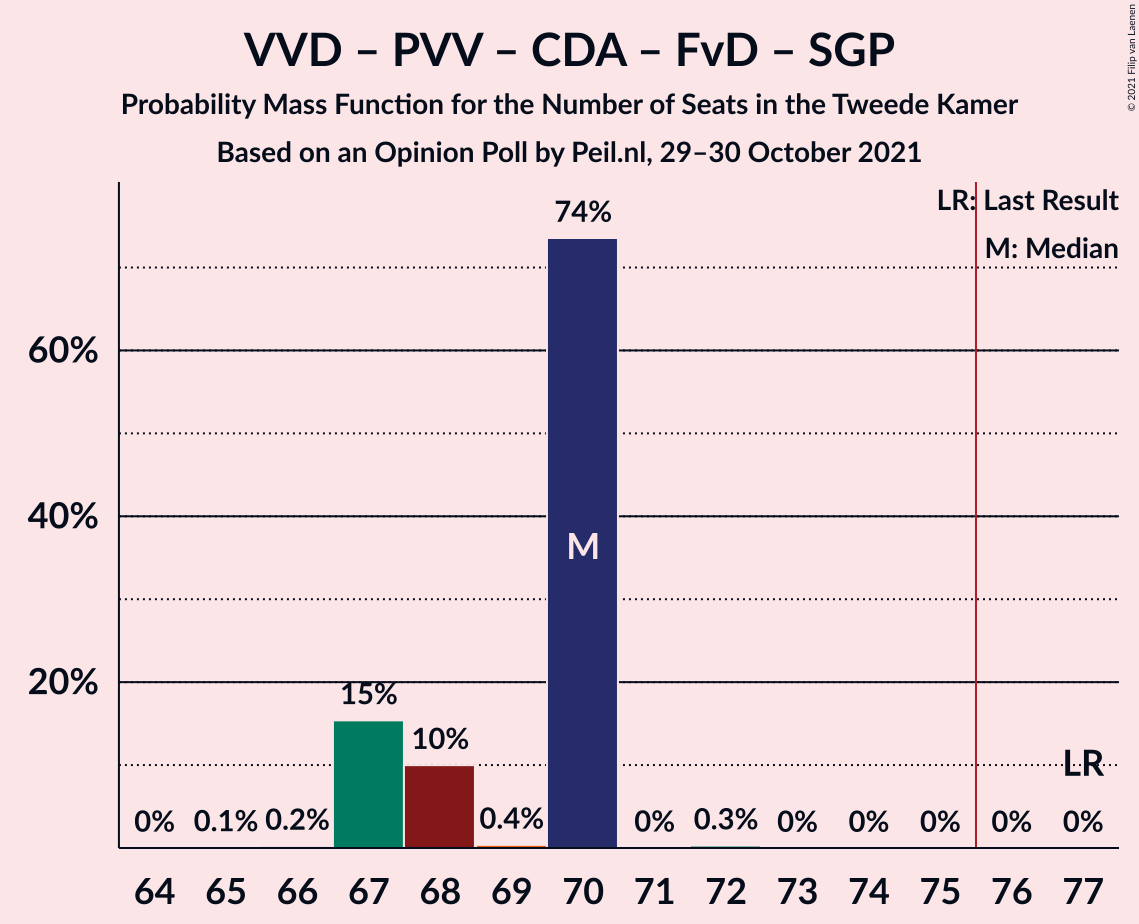 VVD – PVV – CDA – FvD – SGP
Probability Mass Function for the Number of Seats in the Tweede Kamer
Based on an Opinion Poll by Peil.nl, 29–30 October 2021
© 2021 Filip van Laenen
LR: Last Result
M: Median
74%
60%
40%
M
20%
15%
10%
LR
0% 0.1% 0.2% 0.4% 0% 0.3% 0% 0% 0% 0% 0%
64 65 66 67 68 69 70 71 72 73 74 75 76 77